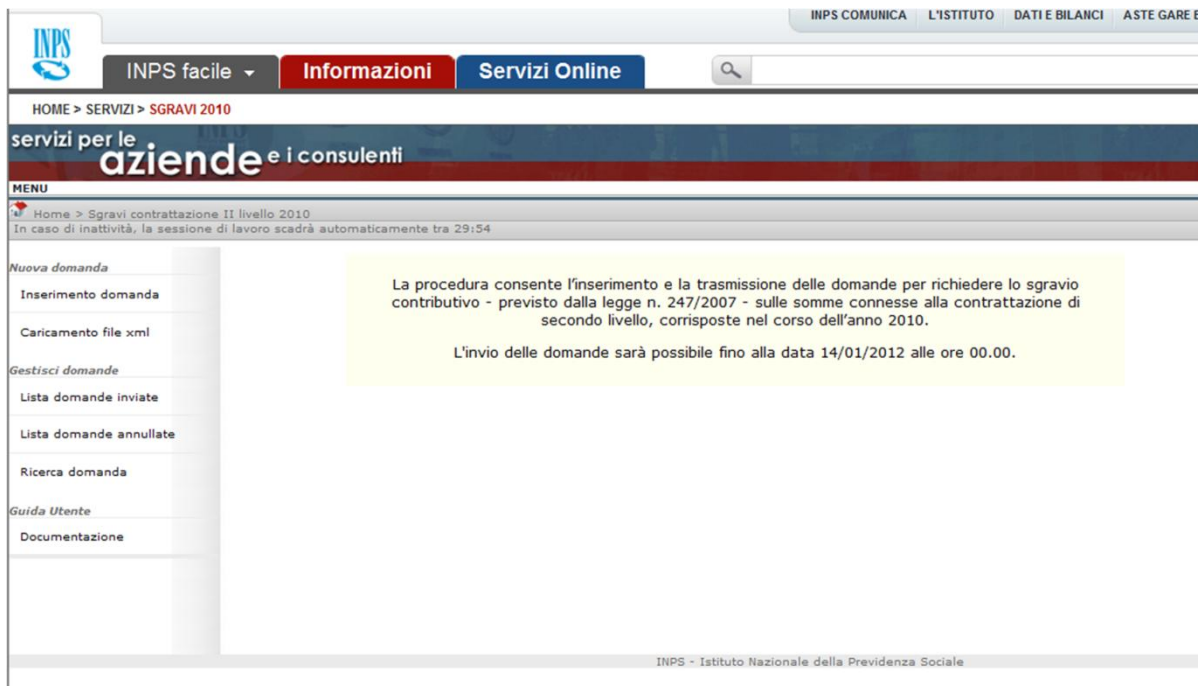 INPS COMUNICA L'ISTITUTO DATI E BILANCI ASTE GARE E
INPS
INPS facile Informazioni Servizi Online
HOME > SERVIZI > SGRAVI 2010
servizi per le
aziende e i consulenti
MENU
Home > Sgravi contrattazione II livello 2010
In caso di inattività, la sessione di lavoro scadrà automaticamente tra 29:54
Nuova domanda
Inserimento domanda
Caricamento file xml
Gestisci domande
Lista domande inviate
Lista domande annullate
Ricerca domanda
Guida Utente
Documentazione
La procedura consente l'inserimento e la trasmissione delle domande per richiedere lo sgravio
contributivo - previsto dalla legge n. 247/2007 - sulle somme connesse alla contrattazione di
secondo livello, corrisposte nel corso dell'anno 2010.
L'invio delle domande sarà possibile fino alla data 14/01/2012 alle ore 00.00.
INPS - Istituto Nazionale della Previdenza Sociale